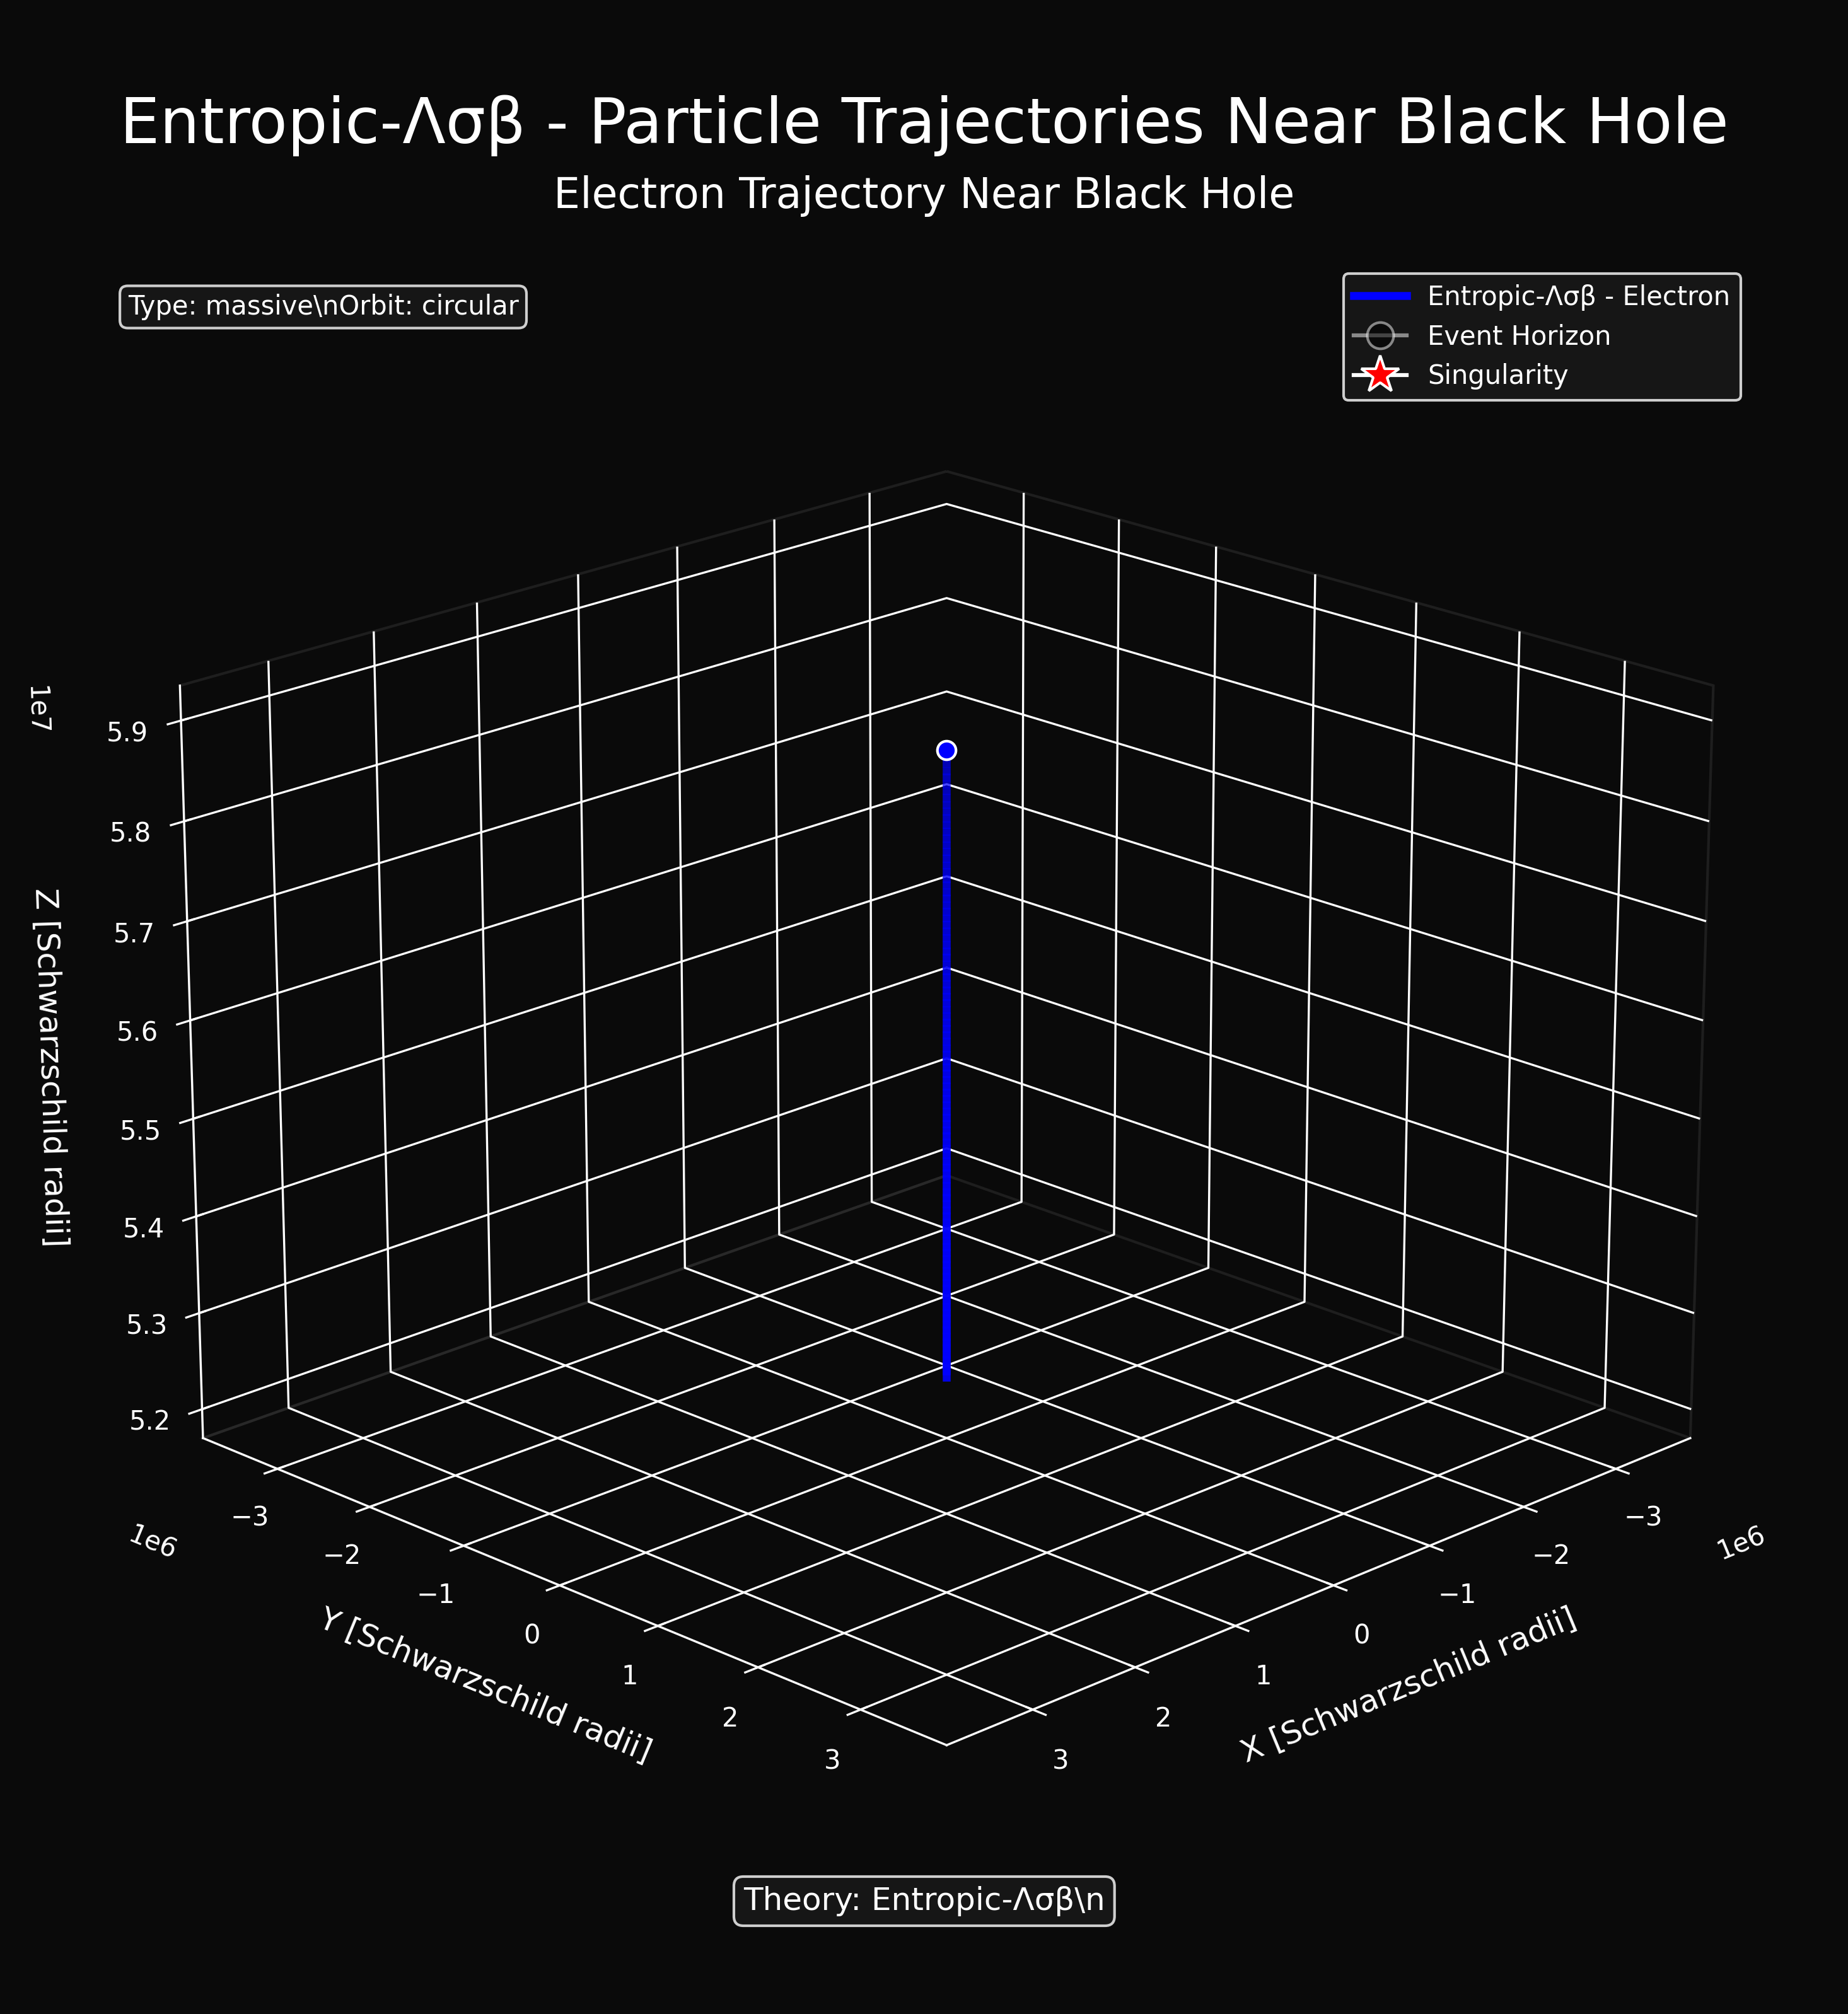 Entropic-Λσβ - Particle Trajectories Near Black Hole
Electron Trajectory Near Black Hole
Type: massive\nOrbit: circular
Entropic-Λσβ - Electron
Event Horizon
Singularity
1e7
5.9
5.8
5.7
5.6
5.5
5.4
5.3
5.2
Z [Schwarzschild radii]
−3
−2
−1
0
1
2
3
1e6
Y [Schwarzschild radii]
3
2
1
0
−1
−2
−3
1e6
X [Schwarzschild radii]
Theory: Entropic-Λσβ\n